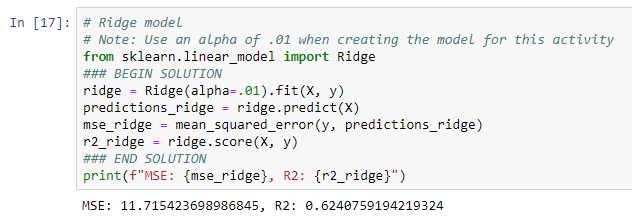 In [17]: # Ridge model
# Note: Use an alpha of .01 when creating the model for this activity
from sklearn.linear_model import Ridge
### BEGIN SOLUTION
ridge = Ridge(alpha=.01).fit(X, y)
predictions_ridge = ridge.predict(X)
mse_ridge = mean_squared_error(y, predictions_ridge)
r2_ridge = ridge.score(X, y)
### END SOLUTION
print(f"MSE: {mse_ridge}, R2: {r2_ridge}")
MSE: 11.715423698986845, R2: 0.6240759194219324